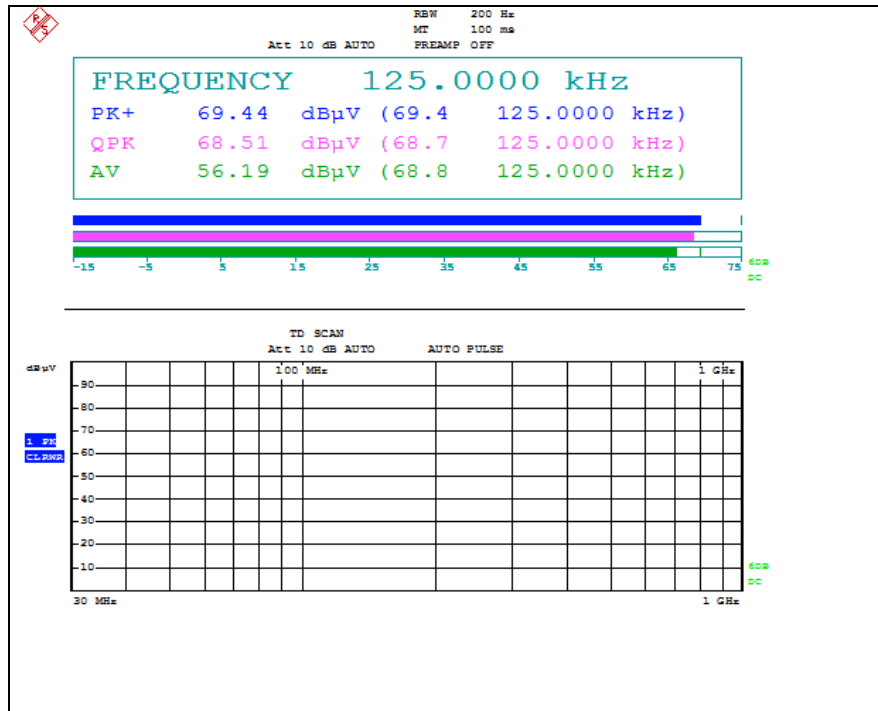 R S
RBW 200 Hz
MT 100 ms
Att 10 dB AUTO PREAMP OFF
FREQUENCY 125.0000 kHz
PK+ 69.44 dBµV (69.4 125.0000 kHz)
QPK 68.51 dBµV (68.7 125.0000 kHz)
AV 56.19 dBµV (68.8 125.0000 kHz)
-15 -5 5 15 25 35 45 55 65 75
6DB
DC
TD SCAN
Att 10 dB AUTO AUTO PULSE
dBµV
100 MHz 1 GHz
90
80
70
1 PK
CLRWR
60
50
40
30
20
10
6DB
DC
30 MHz 1 GHz